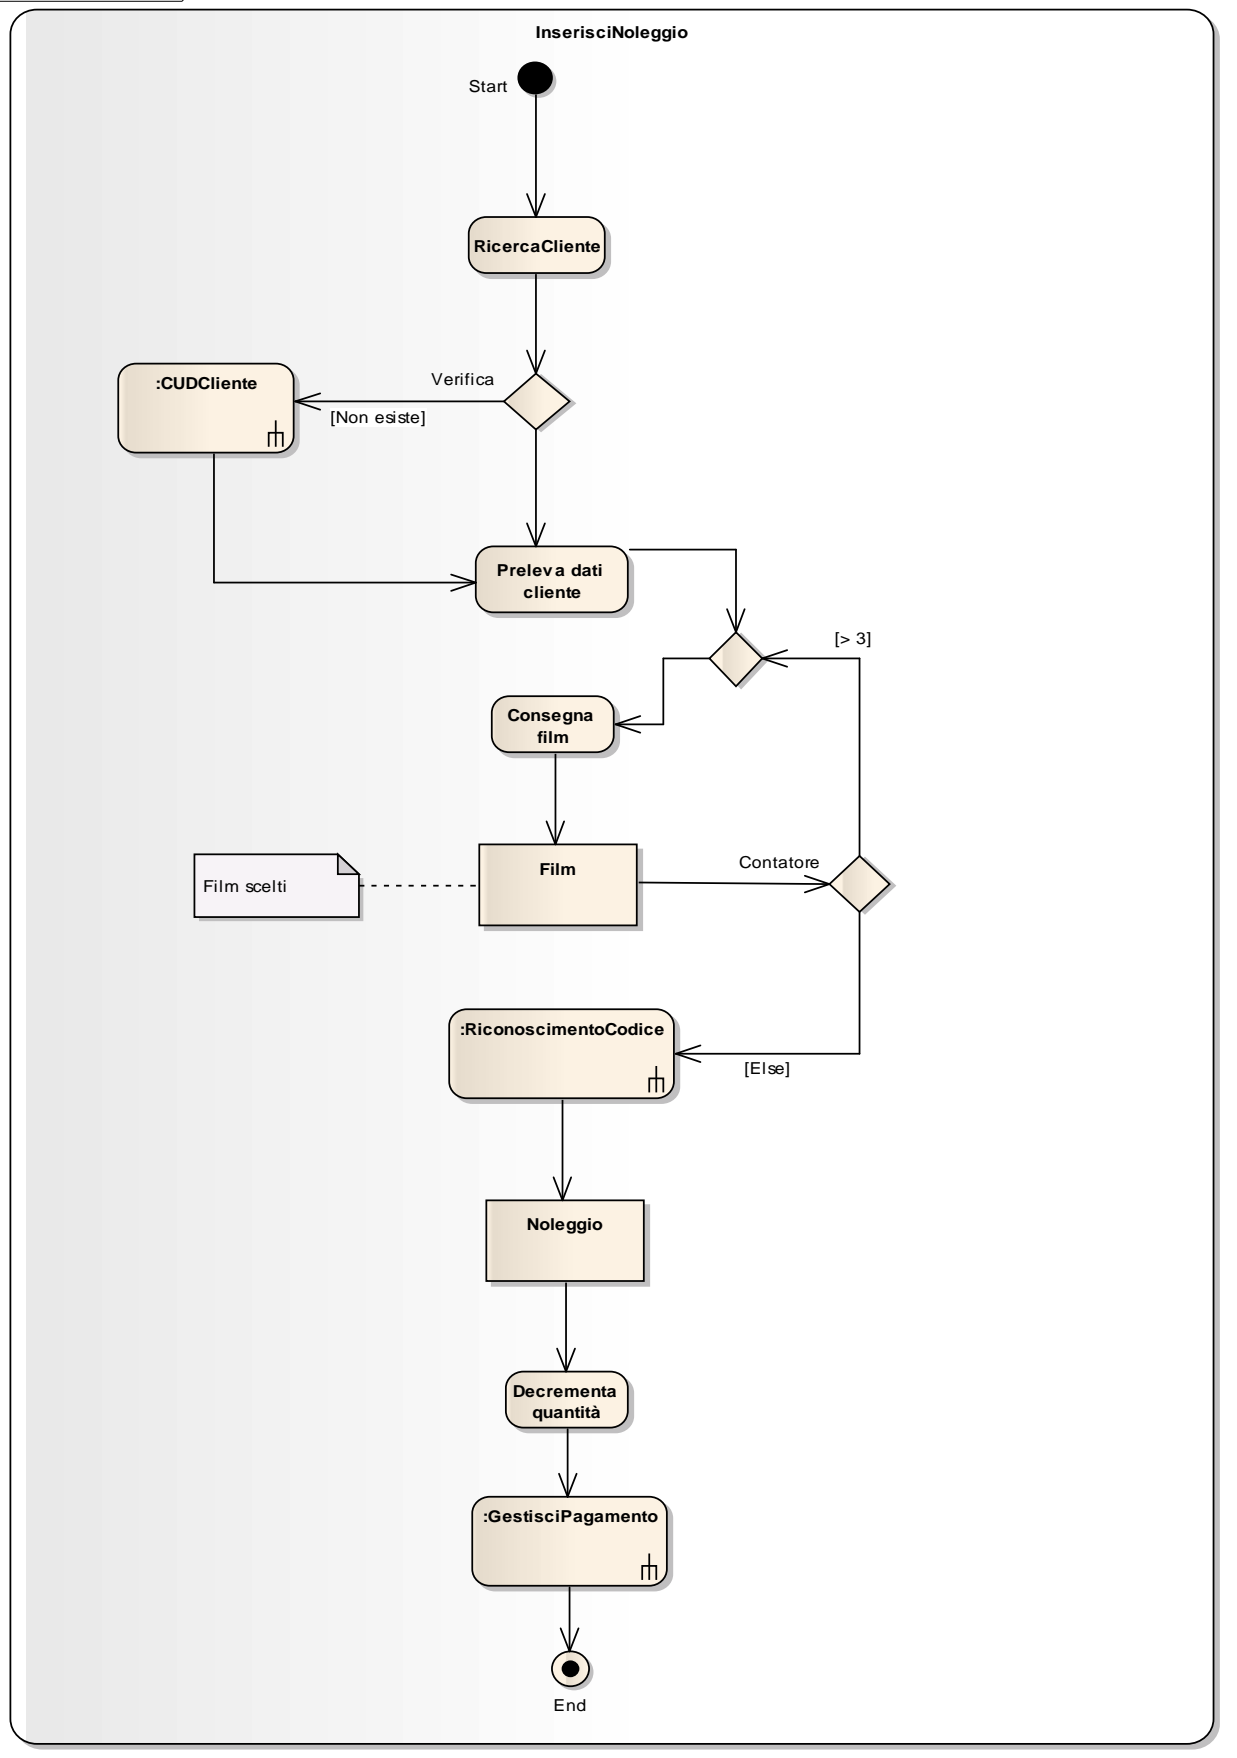 InserisciNoleggio
Start
RicercaCliente
Verifica
:CUDCliente
[Non esiste]
Preleva dati
cliente
[> 3]
Consegna
film
Contatore
Film
Film scelti
:RiconoscimentoCodice
[Else]
Noleggio
Decrementa
quantità
:GestisciPagamento
End